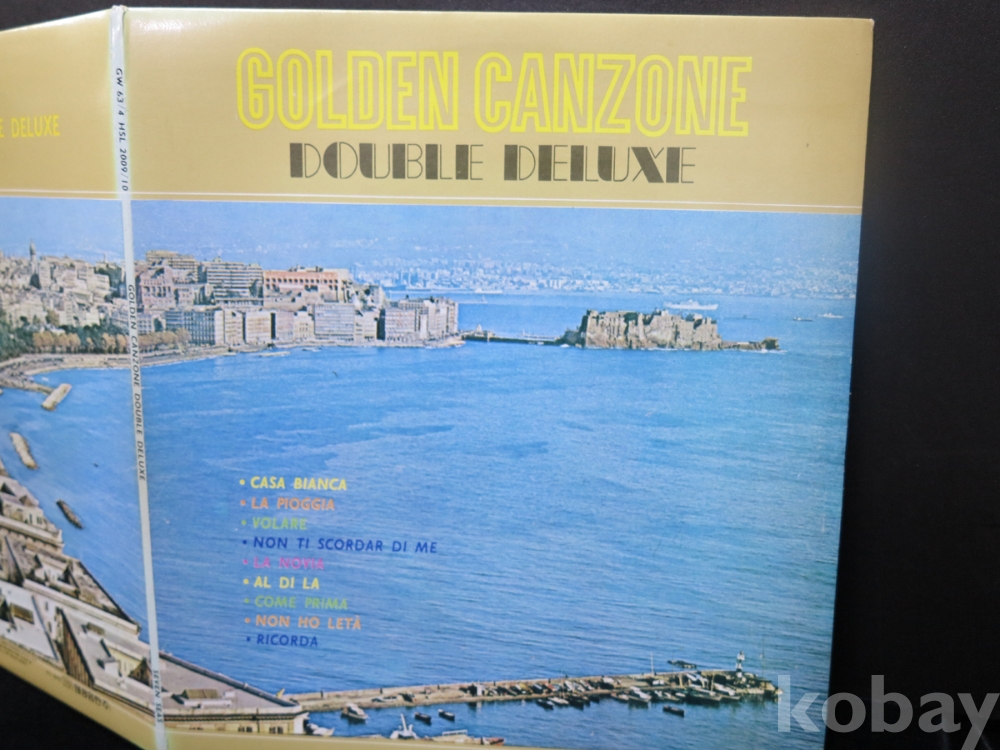 E DELUXE
GW 63/4 HSL 2009/10
GOLDEN CANZONE DOUBLE DELUXE
GOLDEN CANZONE
DOUBLE DELUXE
• CASA BIANCA
• LA PIOGGIA
• VOLARE
• NON TI SCORDAR DI ME
• LA NOVIA
• AL DI LA
• COME PRIMA
• NON HO LETÀ
• RICORDA
kobay